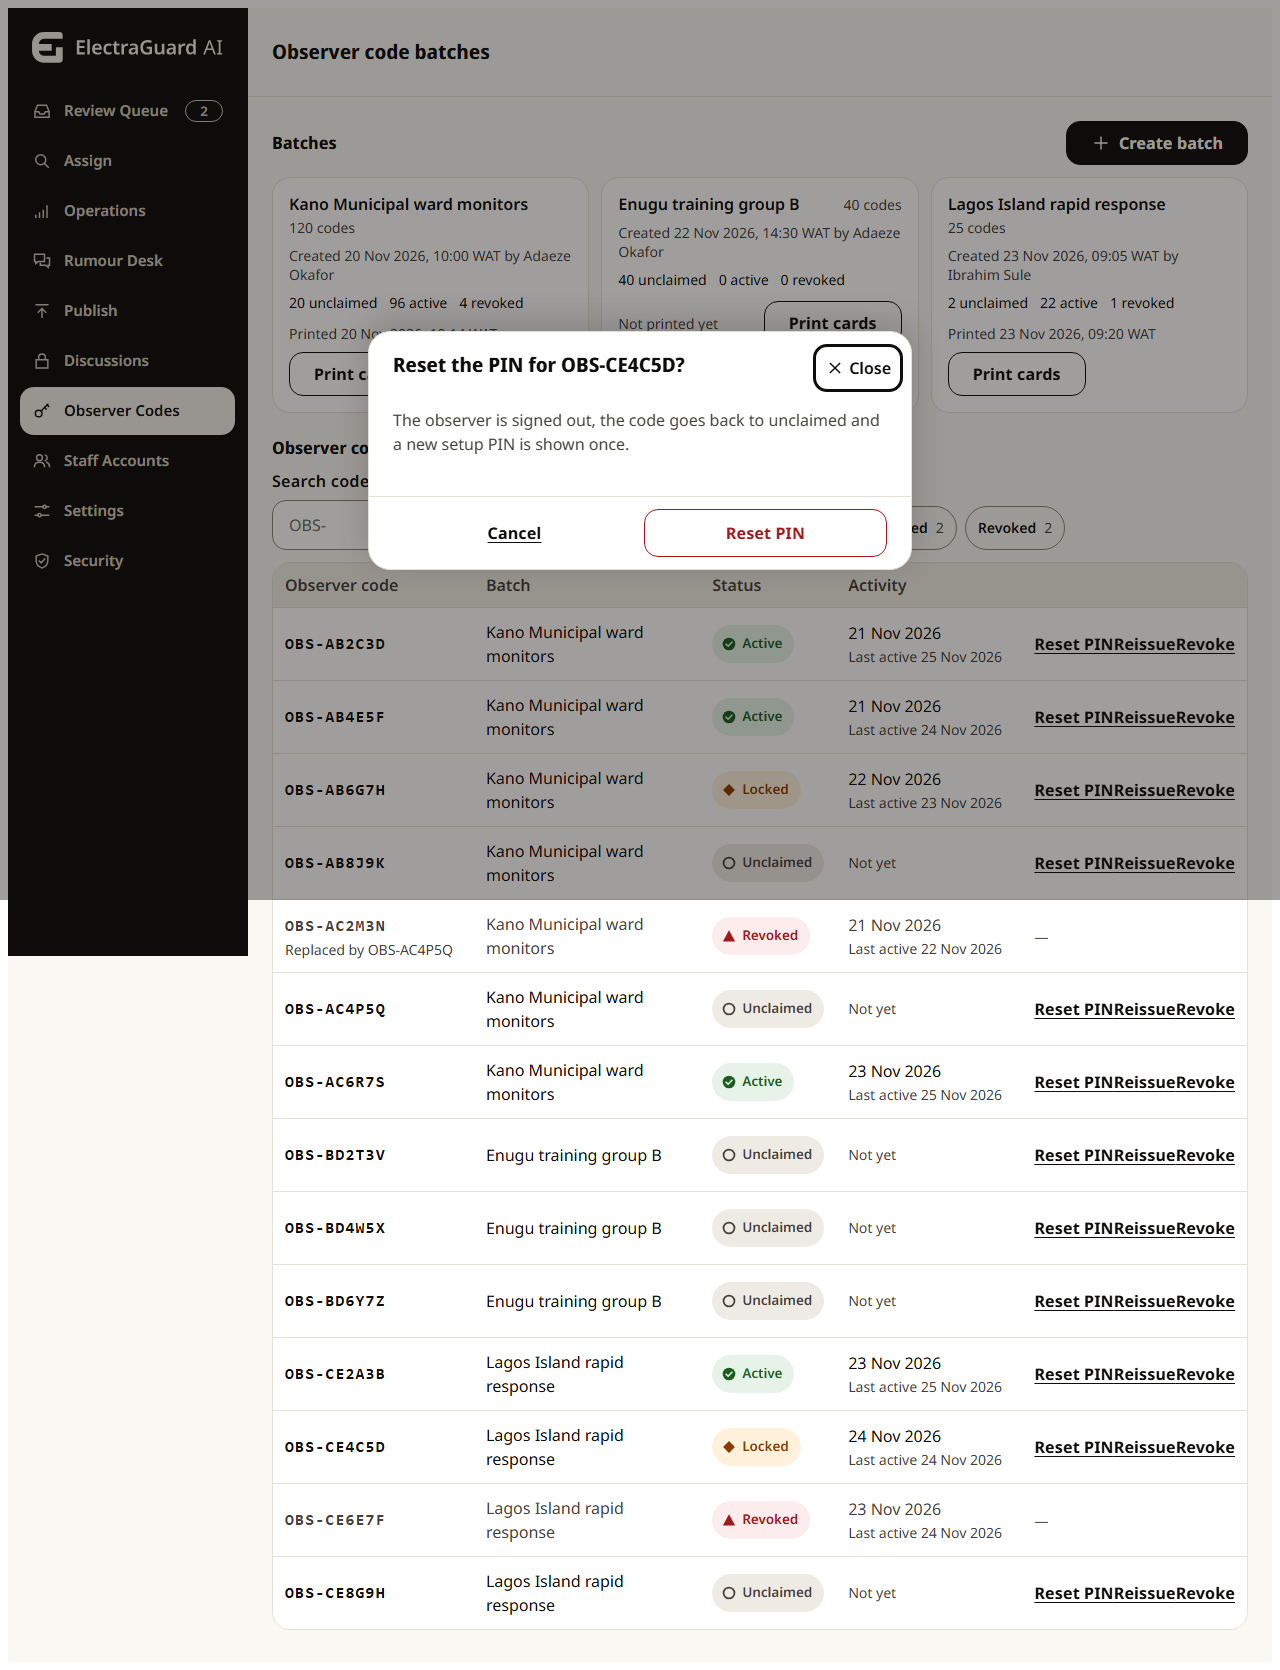 ElectraGuard AI
Review Queue 2
Assign
Operations
Rumour Desk
Publish
Discussions
Observer Codes
Staff Accounts
Settings
Security
Observer code batches
Batches
Create batch
Kano Municipal ward monitors
120 codes
Created 20 Nov 2026, 10:00 WAT by Adaeze
Okafor
20 unclaimed 96 active 4 revoked
Printed 20 Nov 2026, 10:14 WAT
Print c
Enugu training group B 40 codes
Created 22 Nov 2026, 14:30 WAT by Adaeze
Okafor
40 unclaimed 0 active 0 revoked
Not printed yet
Print cards
Lagos Island rapid response
25 codes
Created 23 Nov 2026, 09:05 WAT by
Ibrahim Sule
2 unclaimed 22 active 1 revoked
Printed 23 Nov 2026, 09:20 WAT
Print cards
Reset the PIN for OBS-CE4C5D?
Close
The observer is signed out, the code goes back to unclaimed and
a new setup PIN is shown once.
Cancel
Reset PIN
Observer co
Search code
OBS-
ed 2
Revoked 2
Observer code Batch Status Activity
OBS-AB2C3D Kano Municipal ward monitors Active 21 Nov 2026 Last active 25 Nov 2026 Reset PINReissueRevoke
OBS-AB4E5F Kano Municipal ward monitors Active 21 Nov 2026 Last active 24 Nov 2026 Reset PINReissueRevoke
OBS-AB6G7H Kano Municipal ward monitors Locked 22 Nov 2026 Last active 23 Nov 2026 Reset PINReissueRevoke
OBS-AB8J9K Kano Municipal ward monitors Unclaimed Not yet Reset PINReissueRevoke
OBS-AC2M3N Replaced by OBS-AC4P5Q Kano Municipal ward monitors Revoked 21 Nov 2026 Last active 22 Nov 2026 —
OBS-AC4P5Q Kano Municipal ward monitors Unclaimed Not yet Reset PINReissueRevoke
OBS-AC6R7S Kano Municipal ward monitors Active 23 Nov 2026 Last active 25 Nov 2026 Reset PINReissueRevoke
OBS-BD2T3V Enugu training group B Unclaimed Not yet Reset PINReissueRevoke
OBS-BD4W5X Enugu training group B Unclaimed Not yet Reset PINReissueRevoke
OBS-BD6Y7Z Enugu training group B Unclaimed Not yet Reset PINReissueRevoke
OBS-CE2A3B Lagos Island rapid response Active 23 Nov 2026 Last active 25 Nov 2026 Reset PINReissueRevoke
OBS-CE4C5D Lagos Island rapid response Locked 24 Nov 2026 Last active 24 Nov 2026 Reset PINReissueRevoke
OBS-CE6E7F Lagos Island rapid response Revoked 23 Nov 2026 Last active 24 Nov 2026 —
OBS-CE8G9H Lagos Island rapid response Unclaimed Not yet Reset PINReissueRevoke